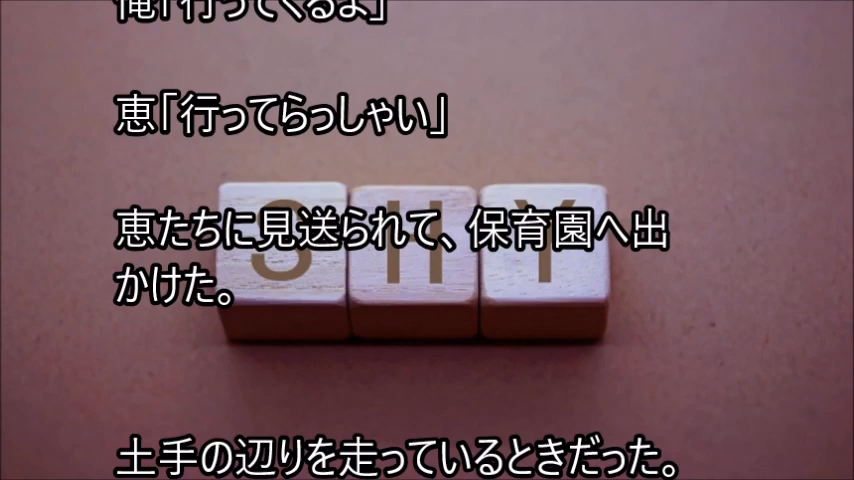 俺「行ってくるよ」
恵「行ってらっしゃい」
恵たちに見送られて、保育園へ出
かけた。
SHY
土手の辺りを走っているときだった。